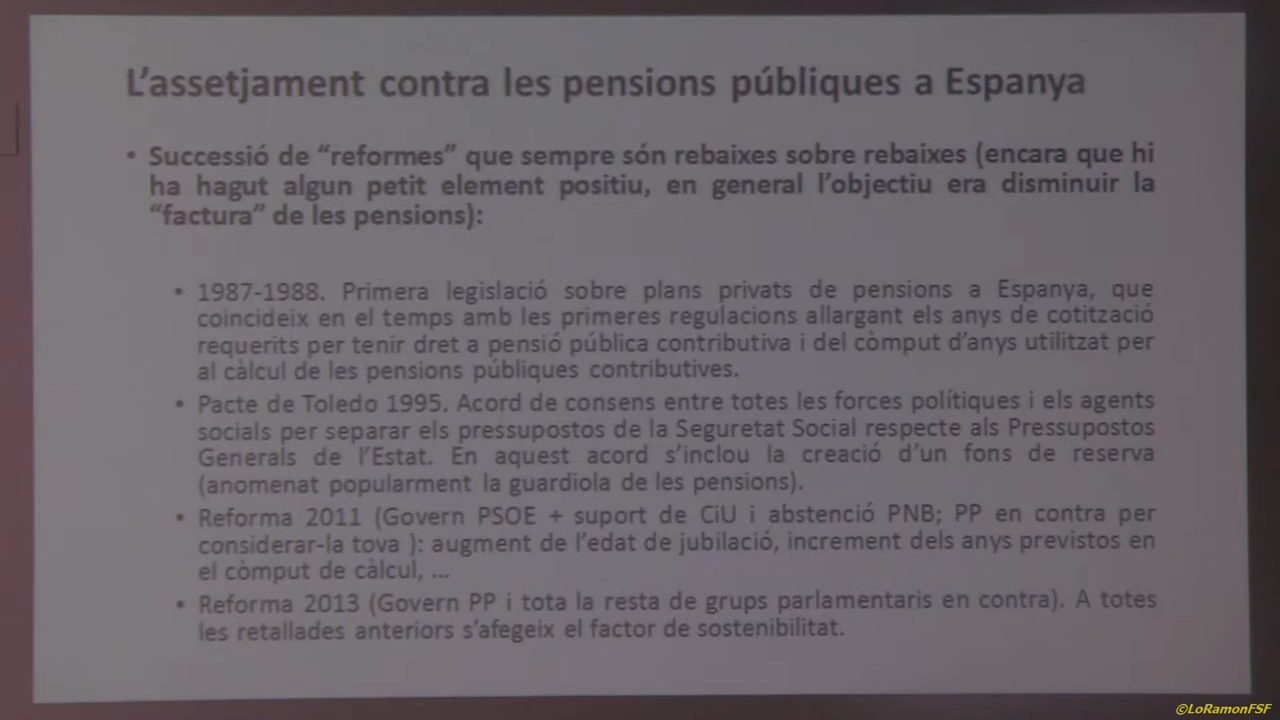 L'assetjament contra les pensions públiques a Espanya
• Successió de “reformes” que sempre són rebaixes sobre rebaixes (encara que hi
ha hagut algun petit element positiu, en general l'objectiu era disminuir la
“factura” de les pensions):
• 1987-1988. Primera legislació sobre plans privats de pensions a Espanya, que
coincideix en el temps amb les primeres regulacions allargant els anys de cotització
requerits per tenir dret a pensió pública contributiva i del còmput d'anys utilitzat per
al càlcul de les pensions públiques contributives.
• Pacte de Toledo 1995. Acord de consens entre totes les forces polítiques i els agents
socials per separar els pressupostos de la Seguretat Social respecte als Pressupostos
Generals de l'Estat. En aquest acord s'inclou la creació d'un fons de reserva
(anomenat popularment la guardiola de les pensions).
• Reforma 2011 (Govern PSOE + suport de CiU i abstenció PNB; PP en contra per
considerar-la tova ): augment de l'edat de jubilació, increment dels anys previstos en
el còmput de càlcul, ...
• Reforma 2013 (Govern PP i tota la resta de grups parlamentaris en contra). A totes
les retallades anteriors s'afegeix el factor de sostenibilitat.
©LoRamonFSF